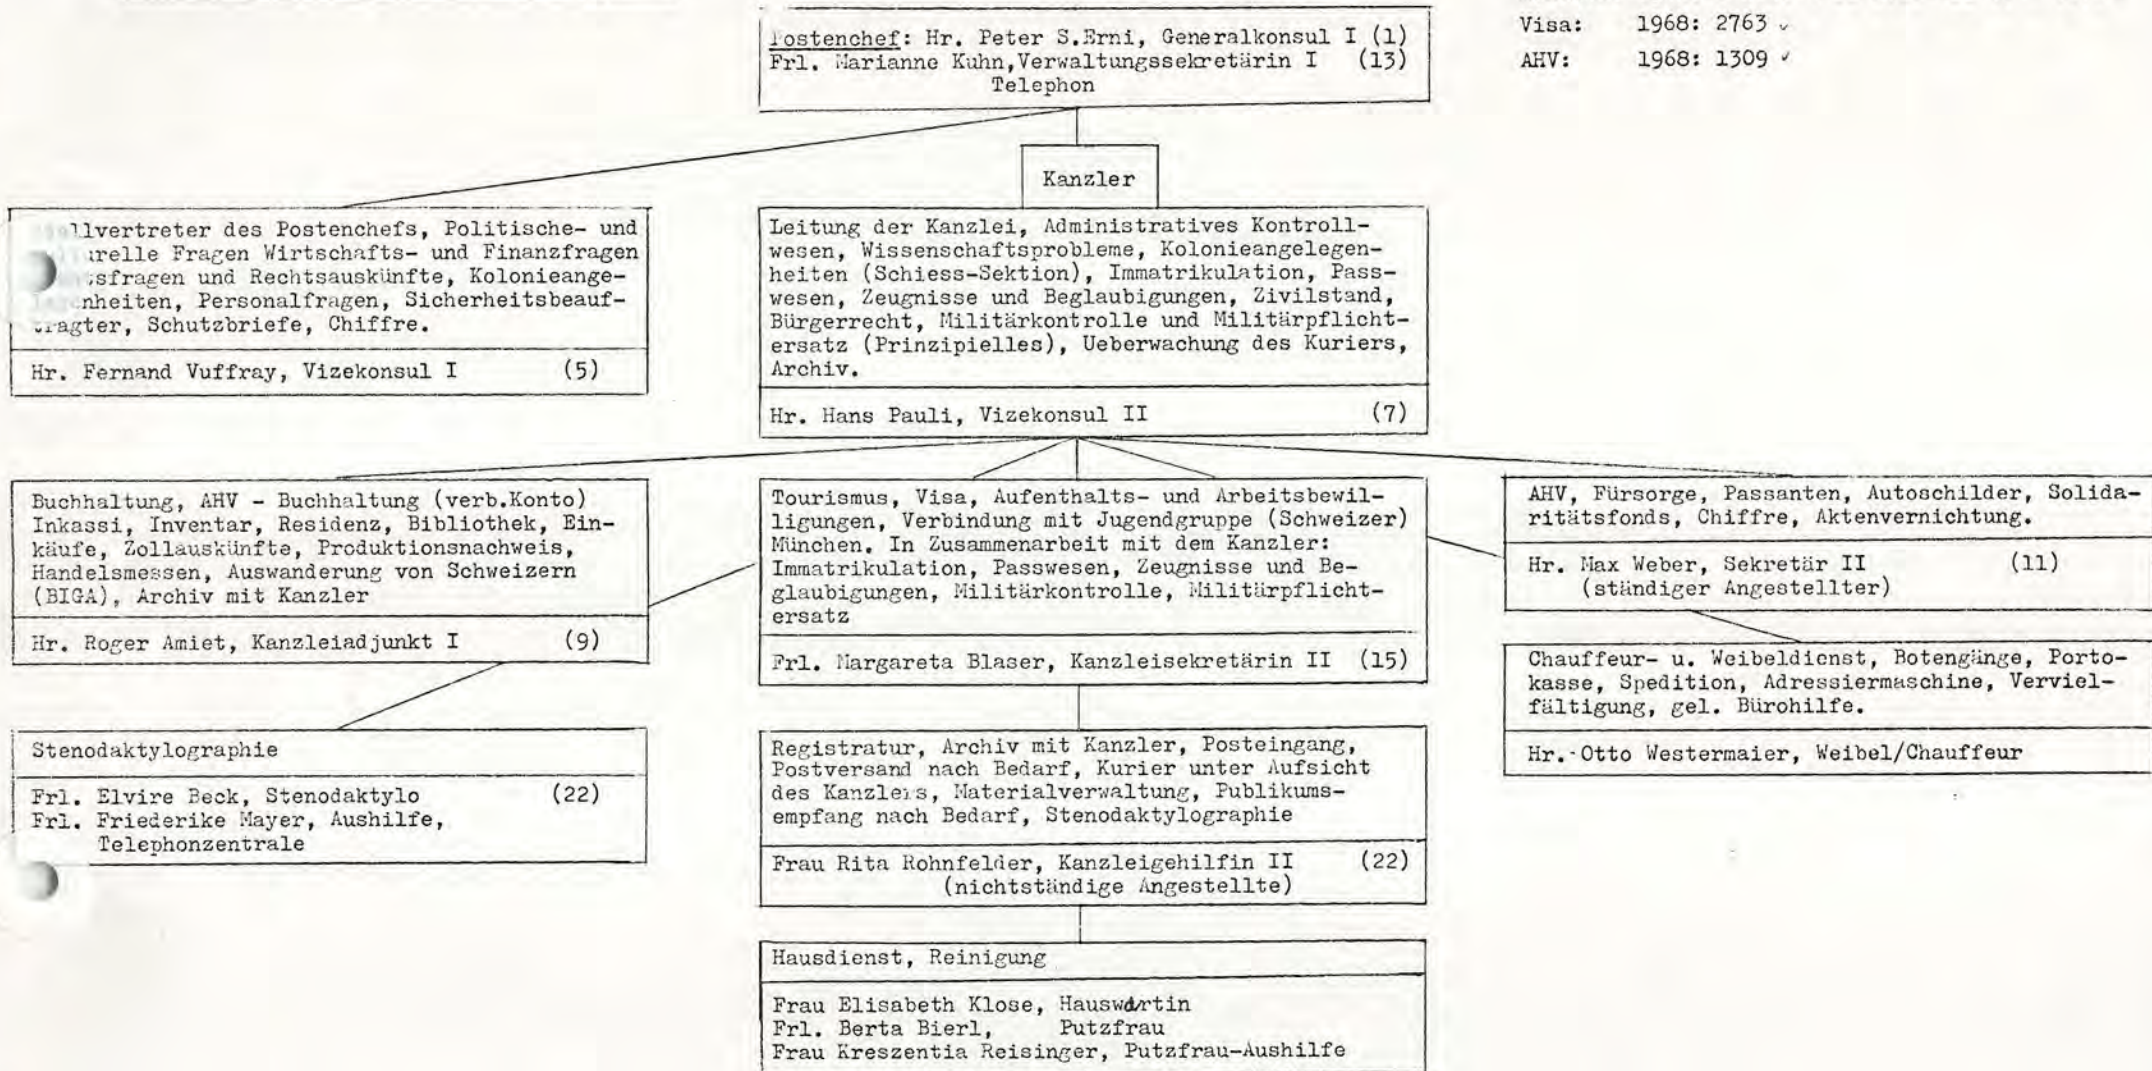 Postenchef: Hr. Peter S.Erni, Generalkonsul I (1)
Frl. Marianne Kuhn,Verwaltungssekretärin I (13)
Telephon
Visa: 1968: 2763
AHV: 1968: 1309
Kanzler
des Postenchefs, Politische- und
Fragen Wirtschafts- und Finanzfragen
und Rechtsauskünfte, Kolonieange-
Personalfragen, Sicherheitsbeauf-
tragter, Schutzbriefe, Chiffre.
Hr. Fernand Vuffray, Vizekonsul I (5)
Leitung der Kanzlei, Administratives Kontroll-
wesen, Wissenschaftsprobleme, Kolonieangelegen-
heiten (Schiess-Sektion), Immatrikulation, Pass-
wesen, Zeugnisse und Beglaubigungen, Zivilstand,
Bürgerrecht, Militärkontrolle und Militärpflicht-
ersatz (Prinzipielles), Ueberwachung des Kuriers,
Archiv.
Hr. Hans Pauli, Vizekonsul II (7)
Buchhaltung, AHV - Buchhaltung (verb.Konto)
Inkassi, Inventar, Residenz, Bibliothek, Ein-
käufe, Zollauskünfte, Produktionsnachweis,
Handelsmessen, Auswanderung von Schweizern
(BIGA), Archiv mit Kanzler
Hr. Roger Amiet, Kanzleiadjunkt I (9)
Tourismus, Visa, Aufenthalts- und Arbeitsbewil-
ligungen, Verbindung mit Jugendgruppe (Schweizer)
München. In Zusammenarbeit mit dem Kanzler:
Immatrikulation, Passwesen, Zeugnisse und Be-
glaubigungen, Militärkontrolle, Militärpflicht-
ersatz
Frl. Margareta Blaser, Kanzleisekretärin II (15)
AHV, Fürsorge, Passanten, Autoschilder, Solida-
ritätsfonds, Chiffre, Aktenvernichtung.
Hr. Max Weber, Sekretär II (11)
(ständiger Angestellter)
Chauffeur- u. Weibeldienst, Botengänge, Porto-
kasse, Spedition, Adressiermaschine, Verviel-
fältigung, gel. Bürohilfe.
Hr. Otto Westermaier, Weibel/Chauffeur
Stenodaktylographie
Frl. Elvire Beck, Stenodaktylo (22)
Frl. Friederike Mayer, Aushilfe,
Telephonzentrale
Registratur, Archiv mit Kanzler, Posteingang,
Postversand nach Bedarf, Kurier unter Aufsicht
des Kanzlers, Materialverwaltung, Publikums-
empfang nach Bedarf, Stenodaktylographie
Frau Rita Rohnfelder, Kanzleigehilfin II (22)
(nichtständige Angestellte)
Hausdienst, Reinigung
Frau Elisabeth Klose, Hauswartin
Frl. Berta Bierl, Putzfrau
Frau Kreszentia Reisinger, Putzfrau-Aushilfe